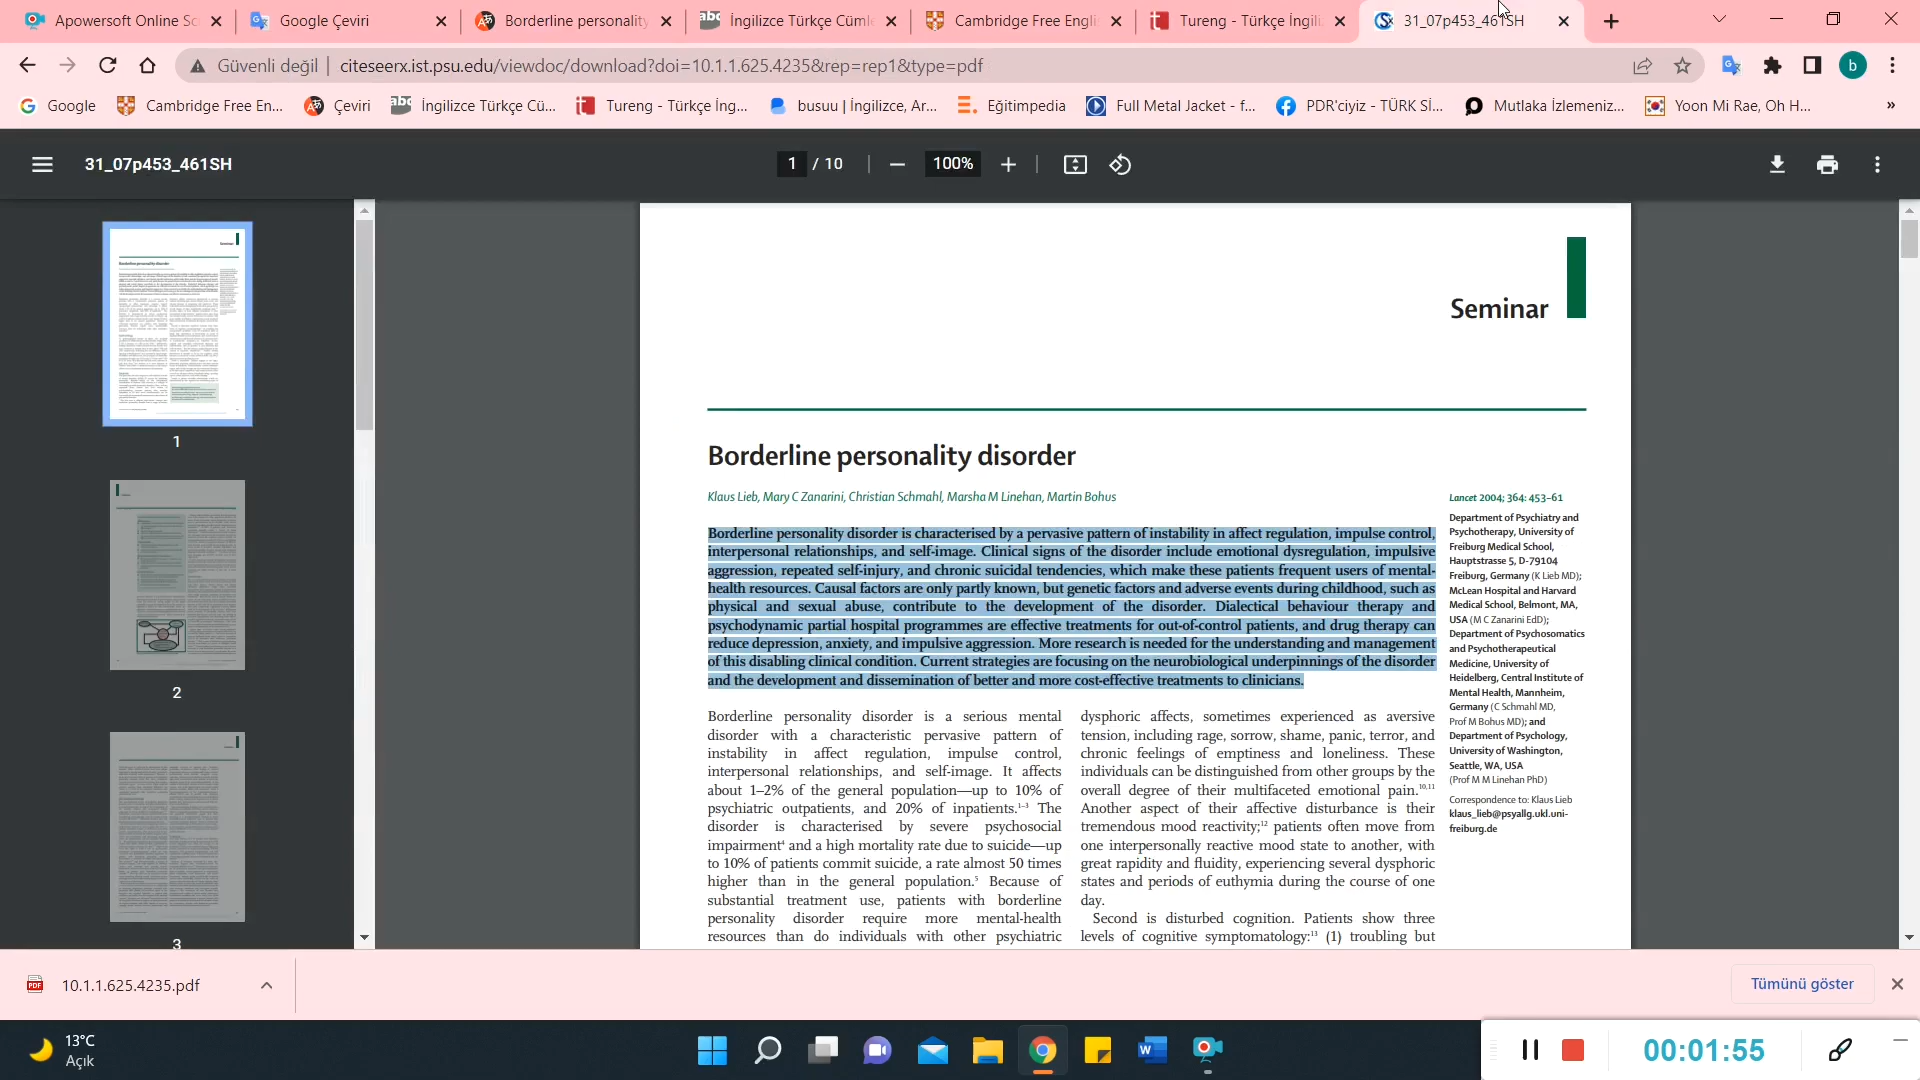 Apowersoft Online Sc
Google Çeviri
Borderline personality
İngilizce Türkçe Cümle
Cambridge Free Engli
Tureng - Türkçe İngili
31_07p453_461SH
Güvenli değil
citeseerx.ist.psu.edu/viewdoc/download?doi=10.1.1.625.4235&rep=rep1&type=pdf
b
Google
Cambridge Free En...
Çeviri
İngilizce Türkçe Cü...
Tureng - Türkçe İng...
busuu | İngilizce, Ar...
Eğitimpedia
Full Metal Jacket - f...
PDR'ciyiz - TÜRK Sİ...
Mutlaka İzlemeniz...
Yoon Mi Rae, Oh H...
»
31_07p453_461SH
1 / 10
100%
1
2
3
Seminar
Borderline personality disorder
Klaus Lieb, Mary C Zanarini, Christian Schmahl, Marsha M Linehan, Martin Bohus
Borderline personality disorder is characterised by a pervasive pattern of instability in affect regulation, impulse control,
interpersonal relationships, and self-image. Clinical signs of the disorder include emotional dysregulation, impulsive
aggression, repeated self-injury, and chronic suicidal tendencies, which make these patients frequent users of mental-
health resources. Causal factors are only partly known, but genetic factors and adverse events during childhood, such as
physical and sexual abuse, contribute to the development of the disorder. Dialectical behaviour therapy and
psychodynamic partial hospital programmes are effective treatments for out-of-control patients, and drug therapy can
reduce depression, anxiety, and impulsive aggression. More research is needed for the understanding and management
of this disabling clinical condition. Current strategies are focusing on the neurobiological underpinnings of the disorder
and the development and dissemination of better and more cost-effective treatments to clinicians.
Borderline personality disorder is a serious mental
disorder with a characteristic pervasive pattern of
instability in affect regulation, impulse control,
interpersonal relationships, and self-image. It affects
about 1–2% of the general population—up to 10% of
psychiatric outpatients, and 20% of inpatients.1–3 The
disorder is characterised by severe psychosocial
impairment4 and a high mortality rate due to suicide—up
to 10% of patients commit suicide, a rate almost 50 times
higher than in the general population.5 Because of
substantial treatment use, patients with borderline
personality disorder require more mental-health
resources than do individuals with other psychiatric
dysphoric affects, sometimes experienced as aversive
tension, including rage, sorrow, shame, panic, terror, and
chronic feelings of emptiness and loneliness. These
individuals can be distinguished from other groups by the
overall degree of their multifaceted emotional pain.10,11
Another aspect of their affective disturbance is their
tremendous mood reactivity;12 patients often move from
one interpersonally reactive mood state to another, with
great rapidity and fluidity, experiencing several dysphoric
states and periods of euthymia during the course of one
day.
Second is disturbed cognition. Patients show three
levels of cognitive symptomatology:13 (1) troubling but
Lancet 2004; 364: 453–61
Department of Psychiatry and
Psychotherapy, University of
Freiburg Medical School,
Hauptstrasse 5, D-79104
Freiburg, Germany (K Lieb MD);
McLean Hospital and Harvard
Medical School, Belmont, MA,
USA (M C Zanarini EdD);
Department of Psychosomatics
and Psychotherapeutical
Medicine, University of
Heidelberg, Central Institute of
Mental Health, Mannheim,
Germany (C Schmahl MD,
Prof M Bohus MD); and
Department of Psychology,
University of Washington,
Seattle, WA, USA
(Prof M M Linehan PhD)
Correspondence to: Klaus Lieb
klaus_lieb@psyallg.ukl.uni-
freiburg.de
10.1.1.625.4235.pdf
Tümünü göster
13°C
Açık
00:01:55